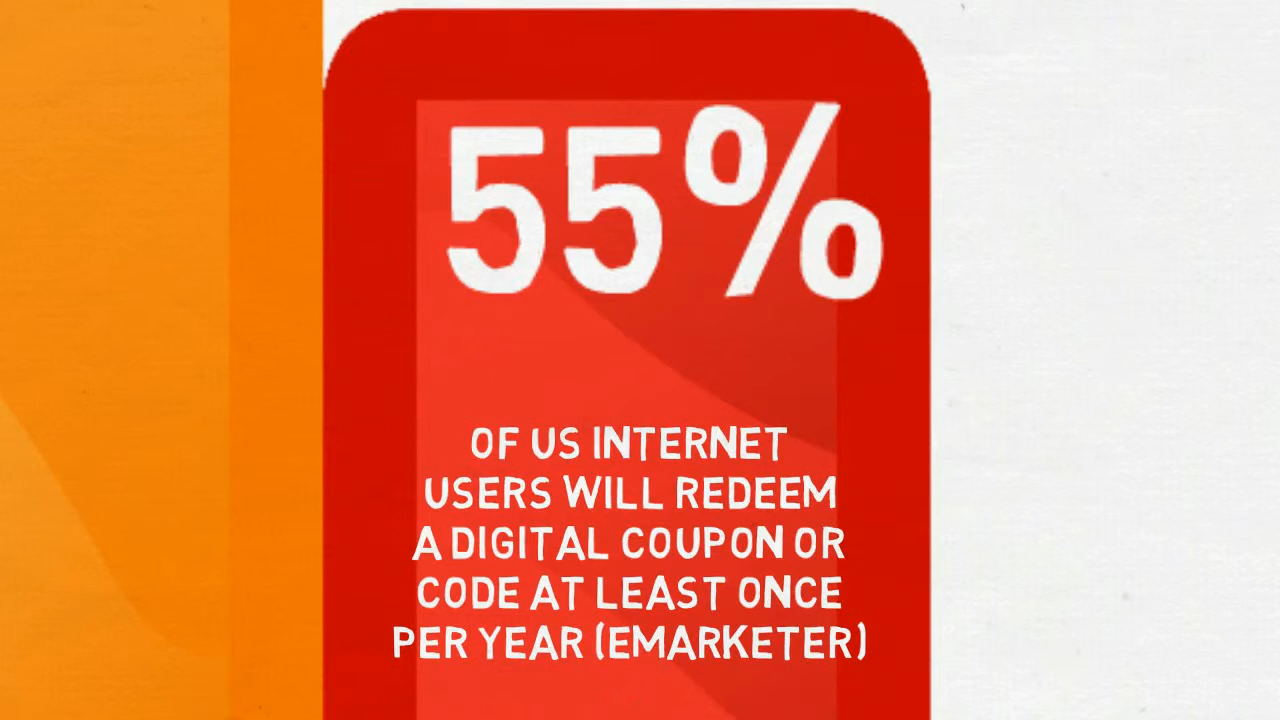 55%
OF US INTERNET
USERS WILL REDEEM
A DIGITAL COUPON OR
CODE AT LEAST ONCE
PER YEAR (EMARKETER)